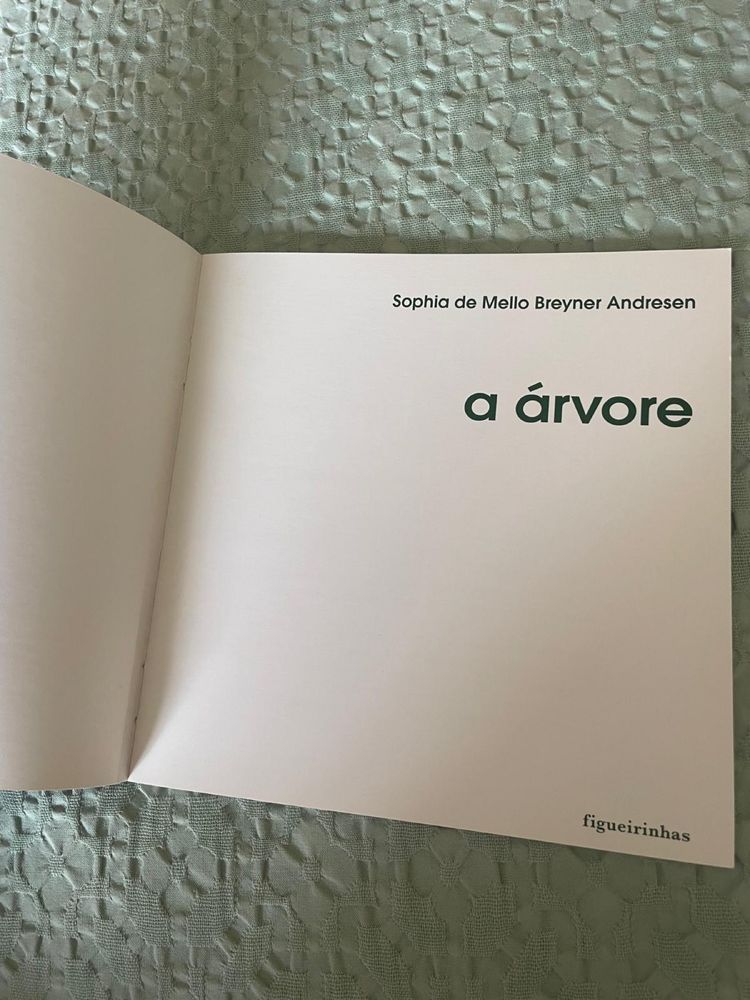 Sophia de Mello Breyner Andresen
a árvore
figueirinhas